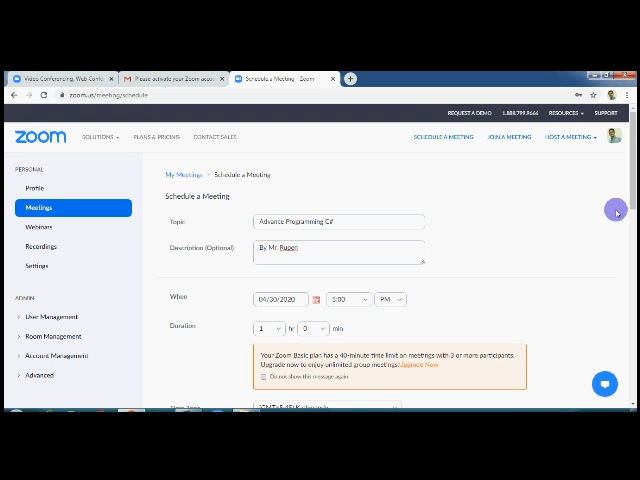 Video Conferencing, Web Confe
Please activate your Zoom accou
Schedule a Meeting - Zoom
zoom.us/meeting/schedule
REQUEST A DEMO 1.888.799.9666 RESOURCES SUPPORT
zoom SOLUTIONS PLANS & PRICING CONTACT SALES SCHEDULE A MEETING JOIN A MEETING HOST A MEETING
PERSONAL
Profile
Meetings
Webinars
Recordings
Settings
ADMIN
User Management
Room Management
Account Management
Advanced
My Meetings > Schedule a Meeting
Schedule a Meeting
Topic Advance Programming C#
Description (Optional) By Mr. Rupen
When 04/30/2020 5:00 PM
Duration 1 hr 0 min
Your Zoom Basic plan has a 40-minute time limit on meetings with 3 or more participants.
Upgrade now to enjoy unlimited group meetings.Upgrade Now
Do not show this message again